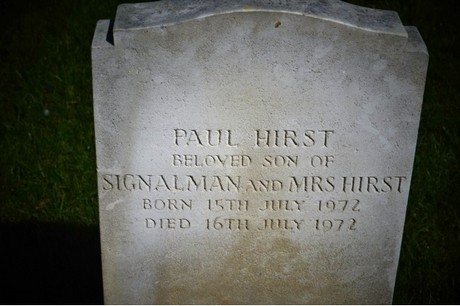 PAUL HIRST
BELOVED SON OF
SIGNALMAN AND MRS HIRST
BORN 15TH JULY 1972
DIED 16TH JULY 1972